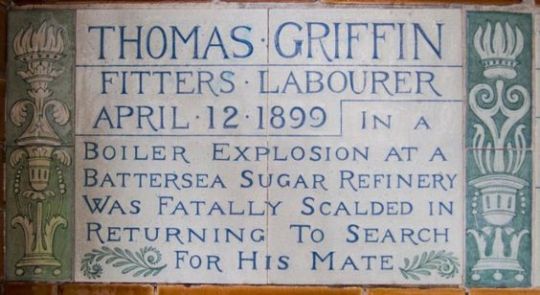 THOMAS · GRIFFIN
FITTERS · LABOURER
APRIL · 12 · 1899 IN A
BOILER EXPLOSION AT A
BATTERSEA SUGAR REFINERY
WAS FATALLY SCALDED IN
RETURNING TO SEARCH
FOR HIS MATE